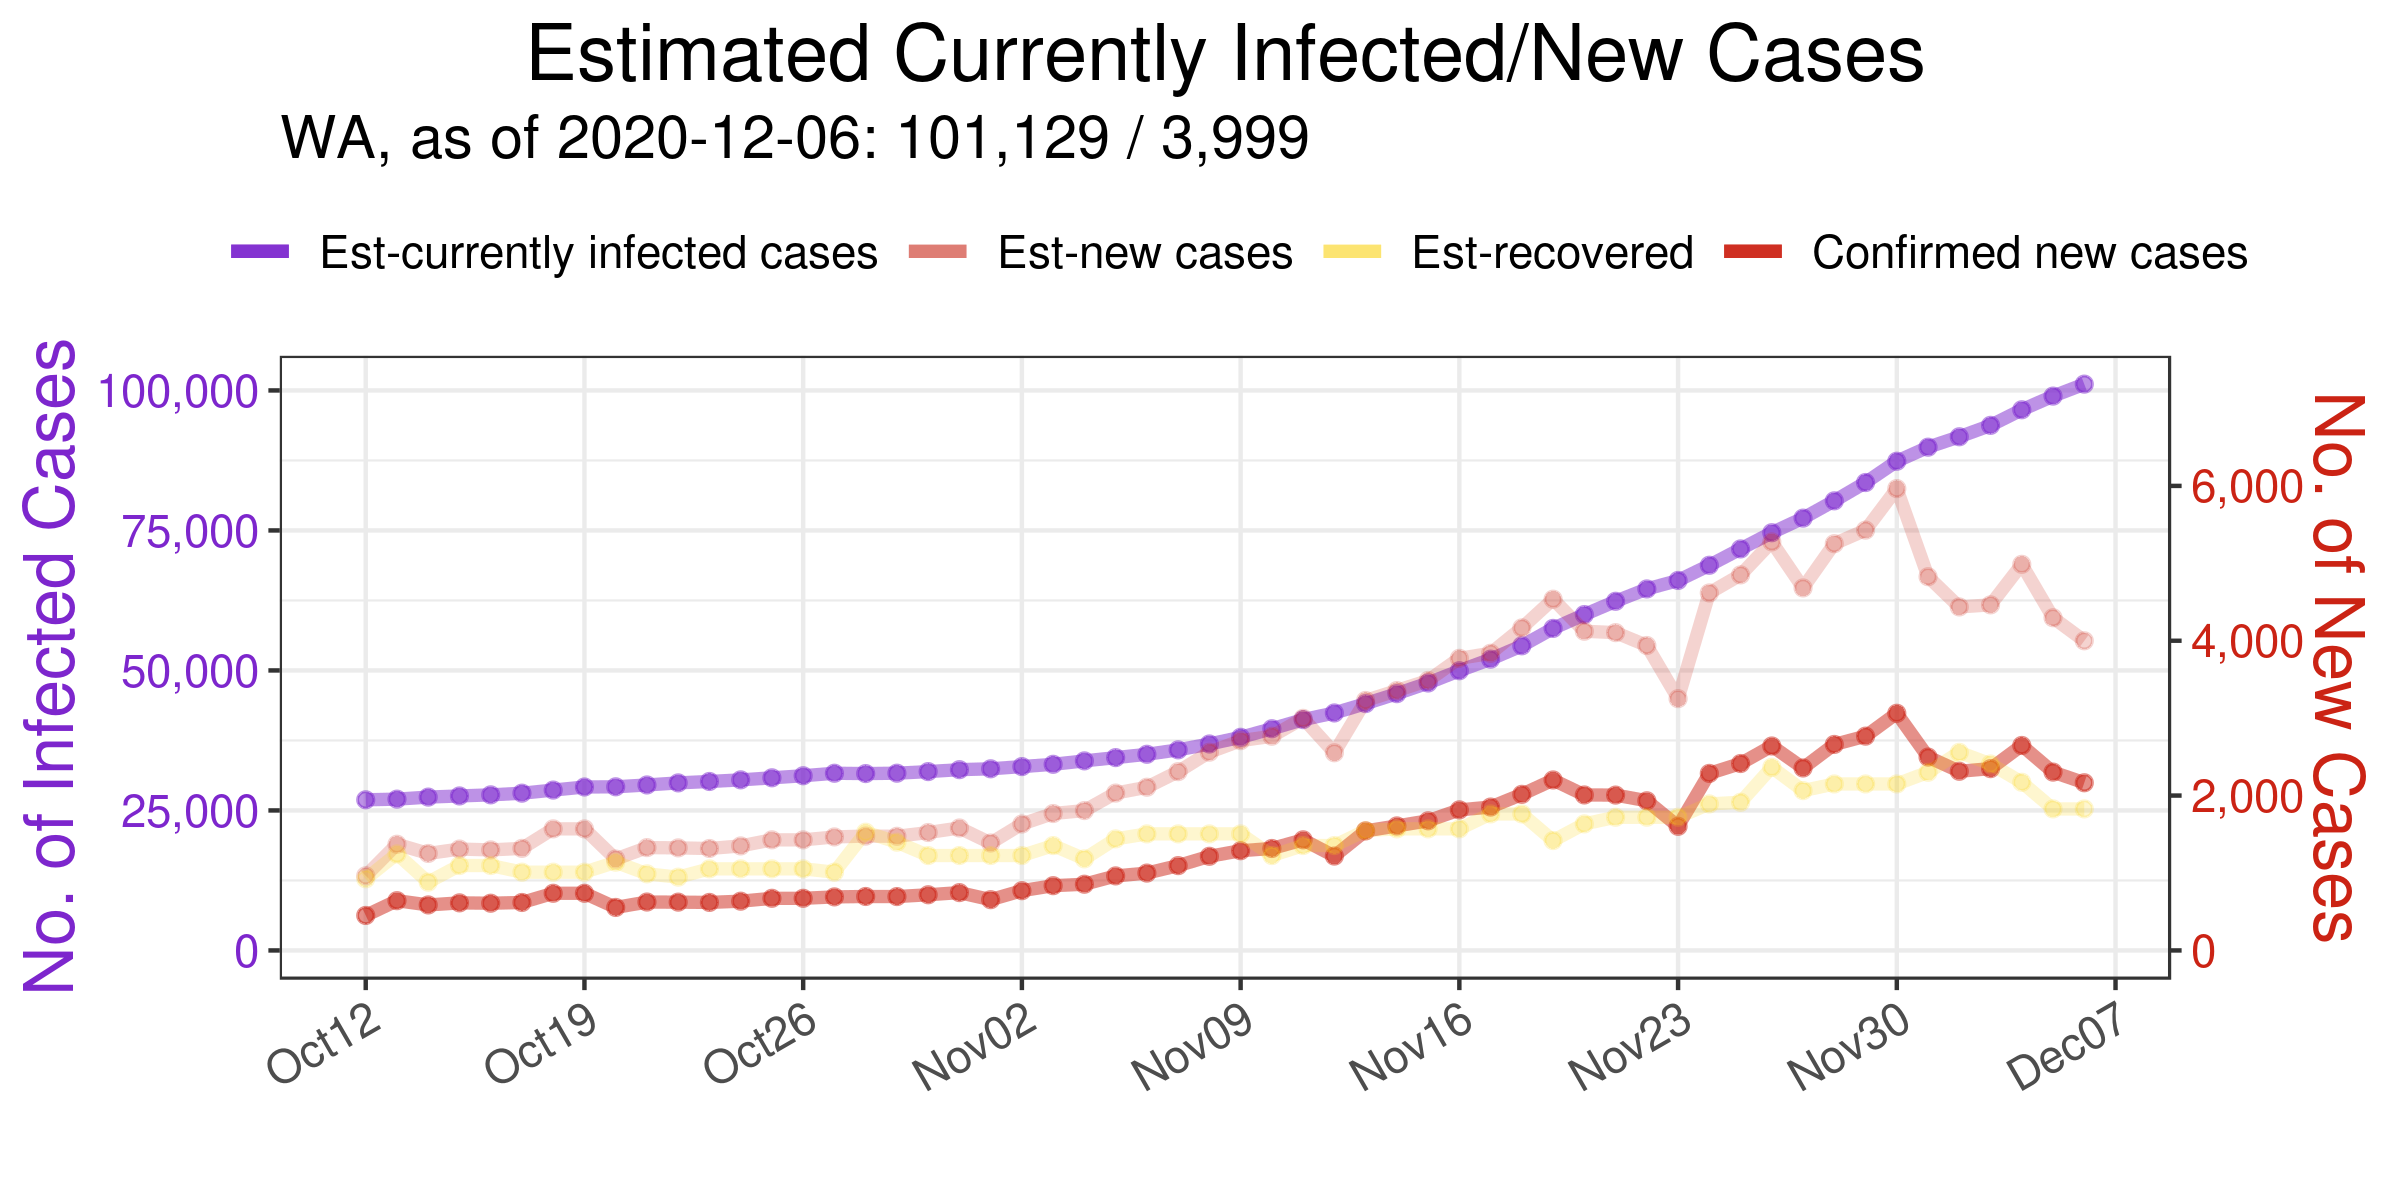 Estimated Currently Infected/New Cases
WA, as of 2020-12-06: 101,129 / 3,999
Est-currently infected cases Est-new cases Est-recovered Confirmed new cases
No. of Infected Cases
100,000
75,000
50,000
25,000
0
No. of New Cases
6,000
4,000
2,000
0
Oct12 Oct19 Oct26 Nov02 Nov09 Nov16 Nov23 Nov30 Dec07